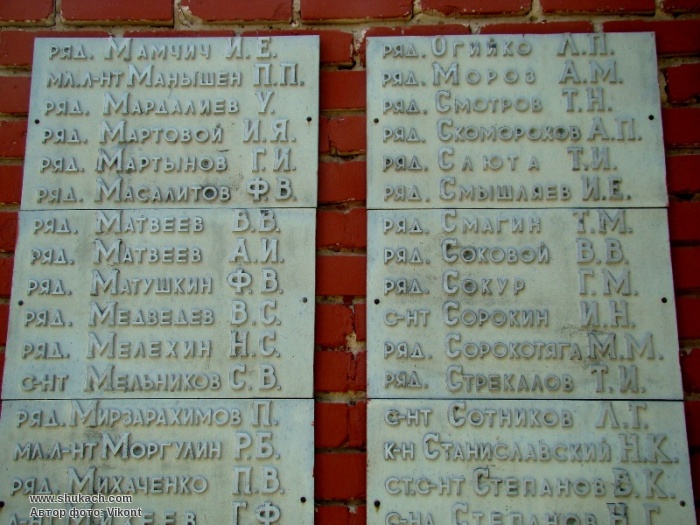 ряд. Мамчич И.Е.
мл.л-нт Манышен П.П.
ряд. Мардалиев У.
ряд. Мартовой И.Я.
ряд. Мартынов Г.И.
ряд. Масалитов Ф.В.
ряд. Матвеев В.В.
ряд. Матвеев А.И.
ряд. Матушкин Ф.В.
ряд. Медведев В.С.
ряд. Мелехин Н.С.
с-нт Мельников С.В.
ряд. Мирзарахимов П.
мл.л-нт Моргулин Р.Б.
ряд. Михаченко П.В.
Г.Ф.
ряд. Огийко Л.П.
ряд. Мороз А.М.
ряд. Смотров Т.Н.
ряд. Скоморохов А.П.
ряд. Слюта Т.И.
ряд. Смышляев И.Е.
ряд. Смагин Т.М.
ряд. Соковой В.В.
ряд. Сокур Г.М.
с-нт Сорокин И.Н.
ряд. Сорокотяга М.М.
ряд. Стрекалов Т.И.
с-нт Сотников Л.Г.
к-н Станиславский Н.К.
ст.с-нт Степанов В.К.
с-нт Степанов Н.Г.
www.shukach.com
Автор фото: Vikont